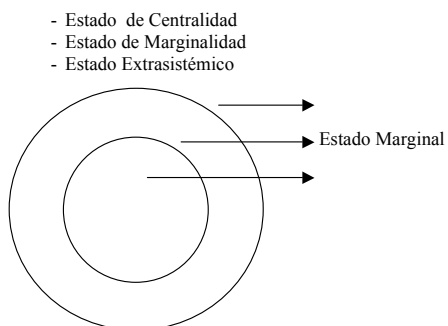 - Estado de Centralidad
- Estado de Marginalidad
- Estado Extrasistémico
Estado Marginal